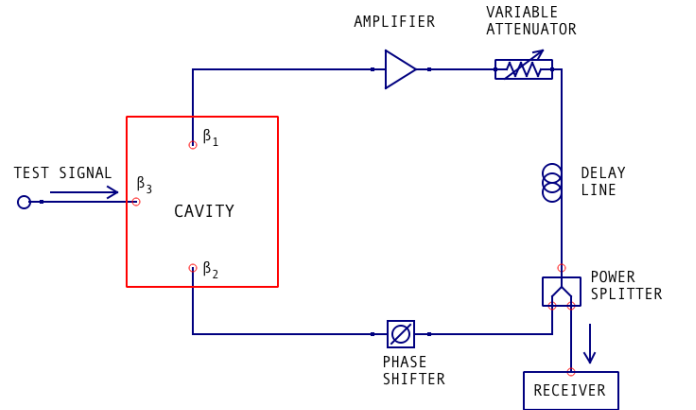 VARIABLE
ATTENUATOR
AMPLIFIER
β1
TEST SIGNAL
β3
CAVITY
DELAY
LINE
β2
POWER
SPLITTER
PHASE
SHIFTER
RECEIVER